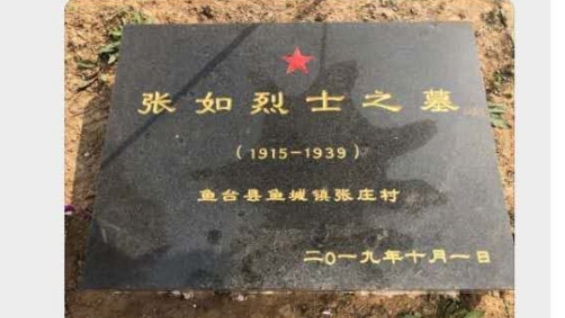 张如烈士之墓
(1915-1939)
鱼台县鱼城镇张庄村
二0一九年十月一日